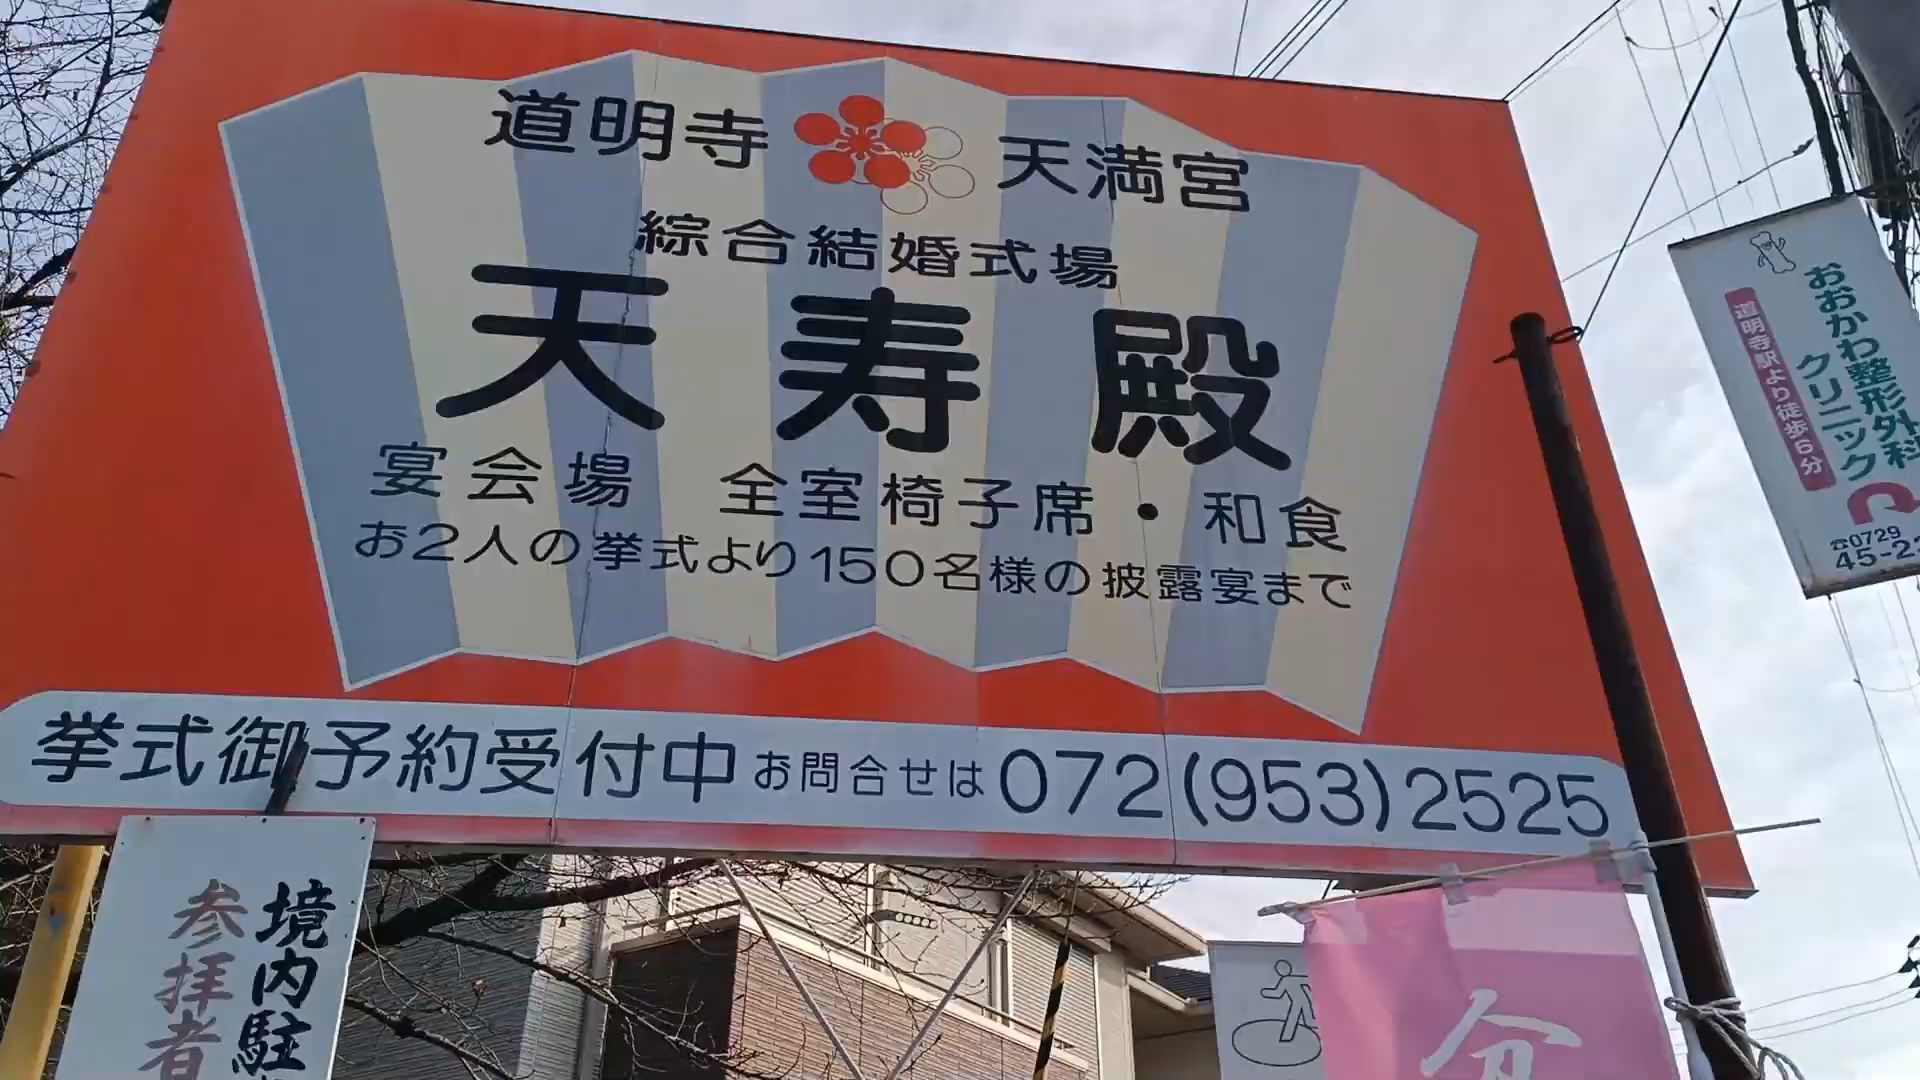 道明寺 天満宮
綜合結婚式場
天寿殿
宴会場 全室椅子席・和食
お2人の挙式より150名様の披露宴まで
挙式御予約受付中 お問合せは 072(953)2525
境内駐
参拝者
おおかわ整形外科
クリニック
道明寺駅より徒歩6分
☎0729
45-2